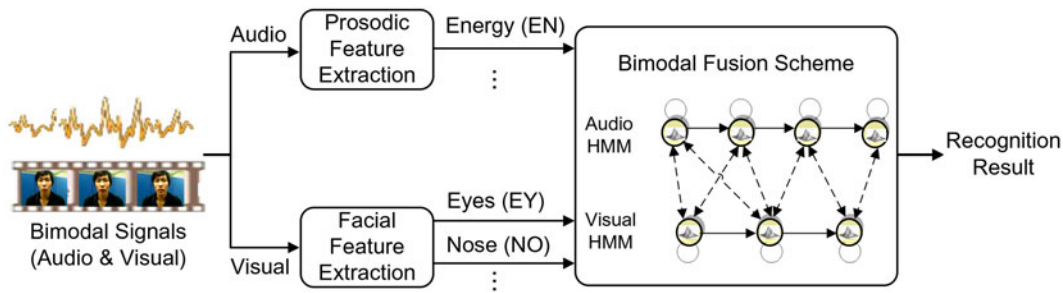 Bimodal Signals
(Audio & Visual)
Audio
Visual
Prosodic
Feature
Extraction
Energy (EN)
...
Facial
Feature
Extraction
Eyes (EY)
Nose (NO)
...
Bimodal Fusion Scheme
Audio
HMM
Visual
HMM
Recognition
Result